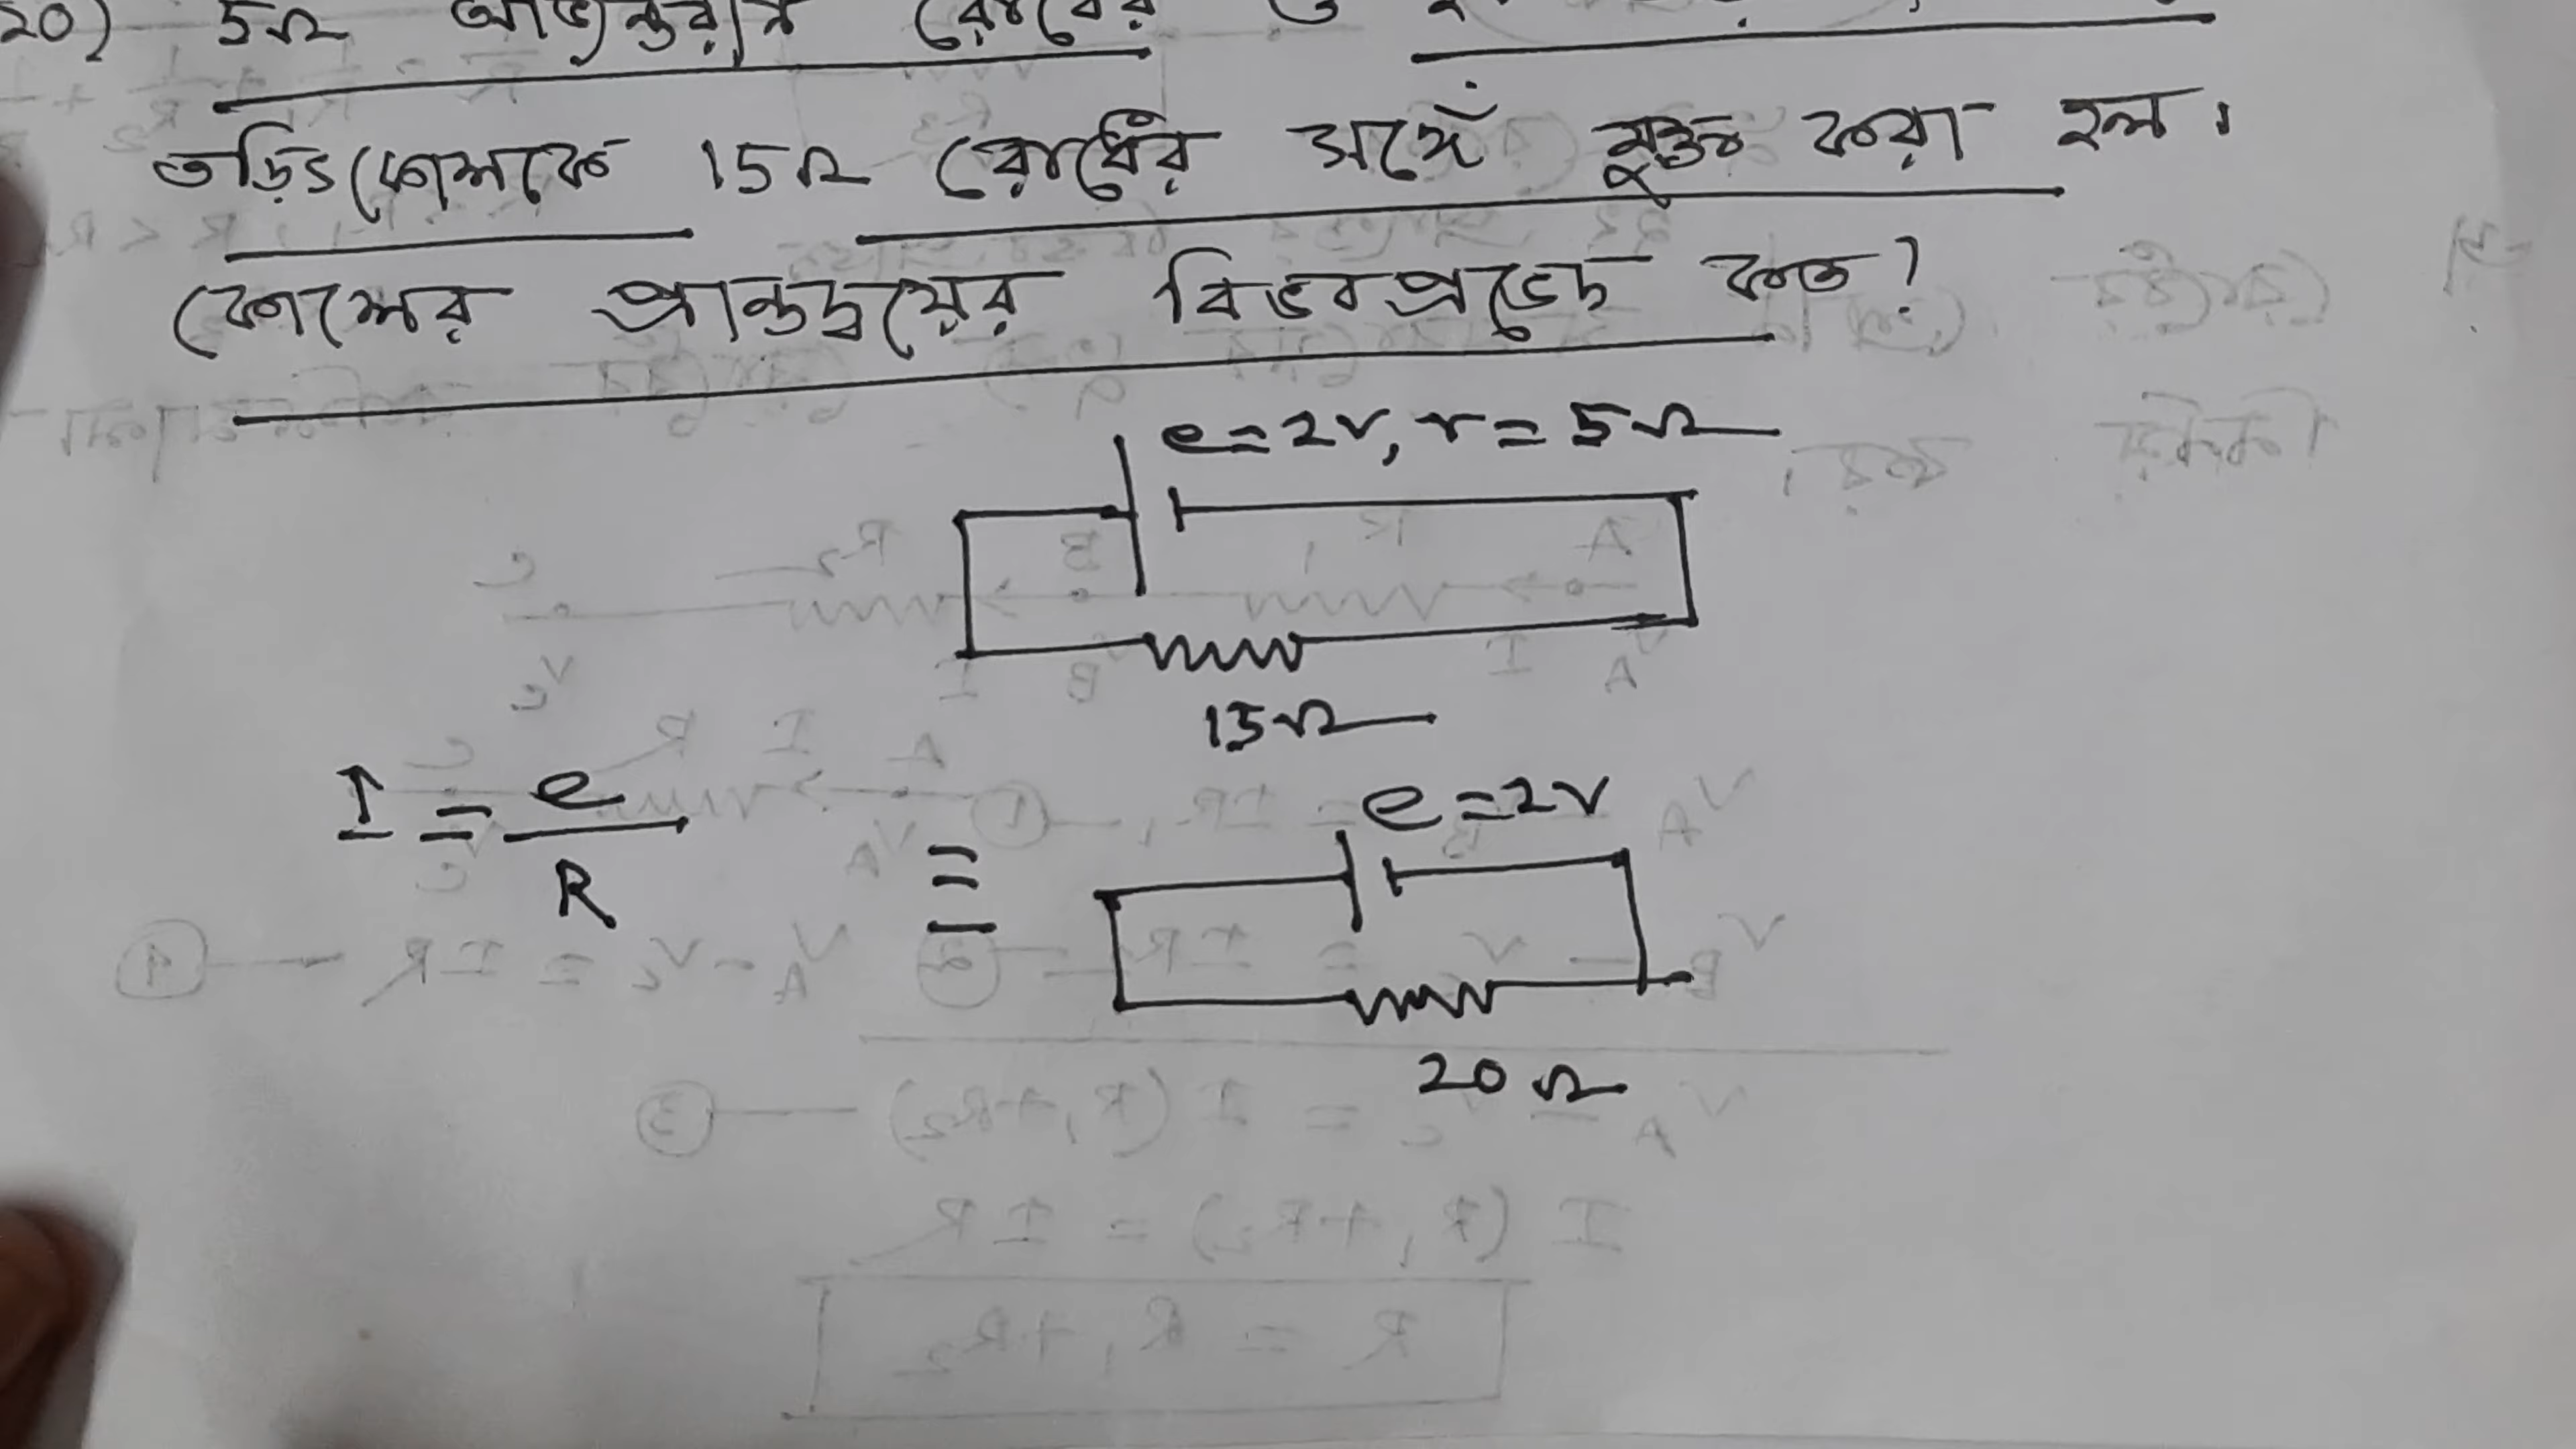 20) 5Ω আভ্যন্তরীন রোধের ও
তড়িৎকোশকে 15Ω রোধের সঙ্গে যুক্ত করা হল।
কোশের প্রান্তদ্বয়ের বিভবপ্রভেদ কত?
e=2V, r=5Ω
15Ω
I = e/R
≡
e=2V
20Ω